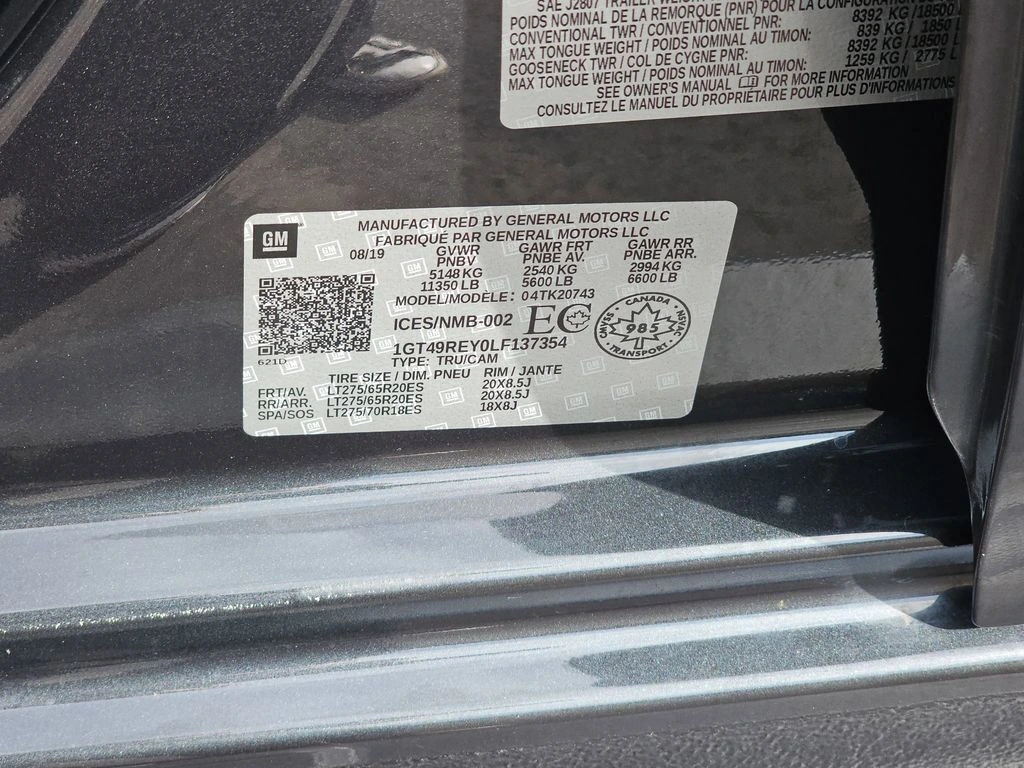 SAE J2807 TRAILER WEIGHT
POIDS NOMINAL DE LA REMORQUE (PNR) POUR LA CONFIGURATION
CONVENTIONAL TWR / CONVENTIONNEL PNR: 8392 KG / 18500
MAX TONGUE WEIGHT / POIDS NOMINAL AU TIMON: 839 KG / 1850 L
GOOSENECK TWR / COL DE CYGNE PNR: 8392 KG / 18500 L
MAX TONGUE WEIGHT / POIDS NOMINAL AU TIMON: 1259 KG / 2775 L
SEE OWNER'S MANUAL FOR MORE INFORMATION
CONSULTEZ LE MANUEL DU PROPRIÉTAIRE POUR PLUS D'INFORMATIONS
GM
MANUFACTURED BY GENERAL MOTORS LLC
FABRIQUÉ PAR GENERAL MOTORS LLC
08/19 GVWR GAWR FRT GAWR RR
PNBV PNBE AV. PNBE ARR.
5148 KG 2540 KG 2994 KG
11350 LB 5600 LB 6600 LB
MODEL/MODÈLE: 04TK20743
ICES/NMB-002 EC
CANADA
SVMN 985 NSVAC
TRANSPORT
1GT49REY0LF137354
621D
TYPE: TRU/CAM
TIRE SIZE / DIM. PNEU RIM / JANTE
FRT/AV. LT275/65R20ES 20X8.5J
RR/ARR. LT275/65R20ES 20X8.5J
SPA/SOS LT275/70R18ES 18X8J